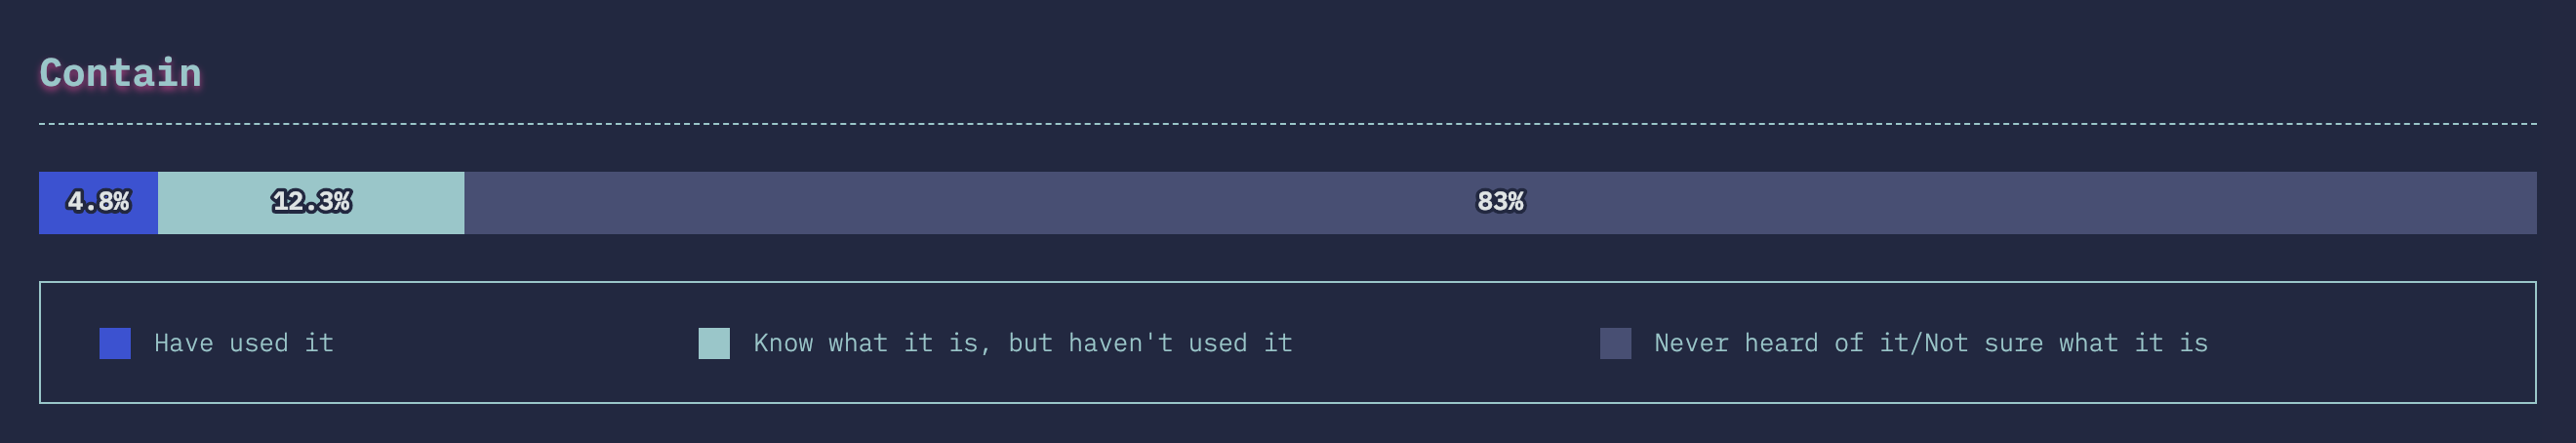 Contain
4.8% 12.3% 83%
Have used it Know what it is, but haven't used it Never heard of it/Not sure what it is